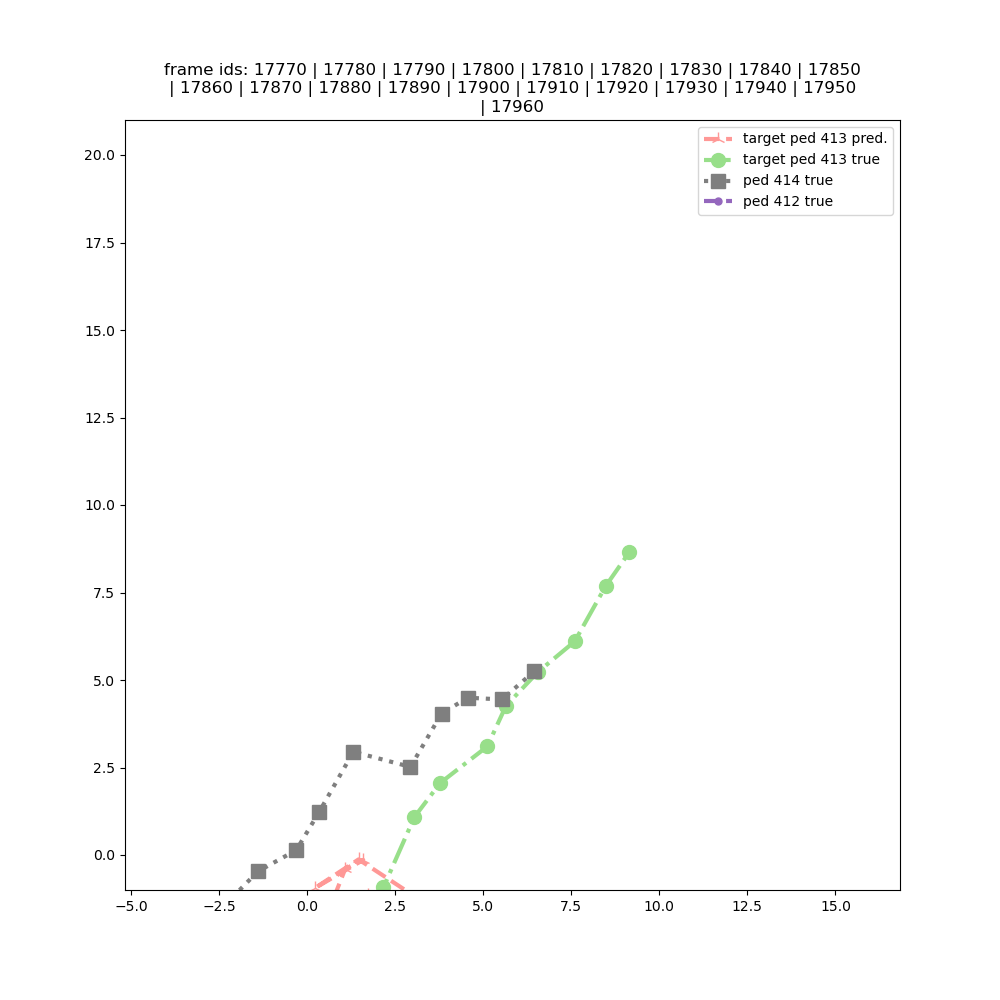 frame ids: 17770 | 17780 | 17790 | 17800 | 17810 | 17820 | 17830 | 17840 | 17850
| 17860 | 17870 | 17880 | 17890 | 17900 | 17910 | 17920 | 17930 | 17940 | 17950
| 17960
target ped 413 pred.
target ped 413 true
ped 414 true
ped 412 true
20.0
17.5
15.0
12.5
10.0
7.5
5.0
2.5
0.0
−5.0 −2.5 0.0 2.5 5.0 7.5 10.0 12.5 15.0